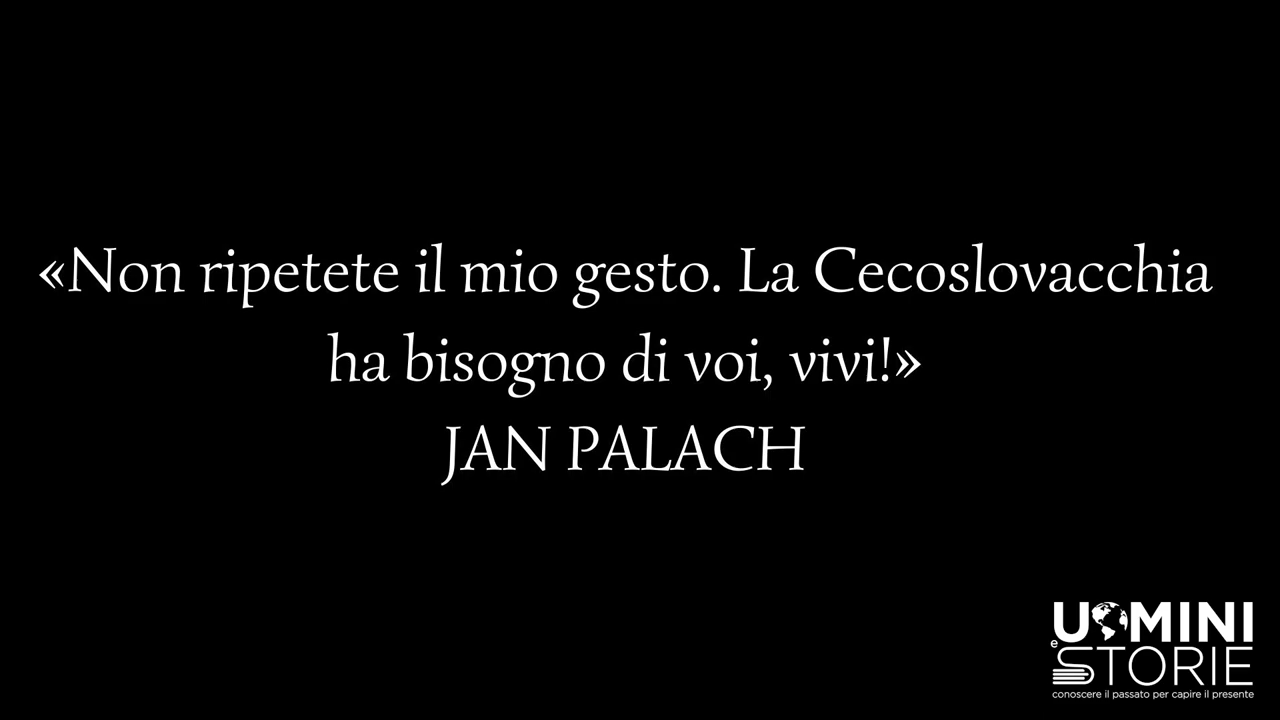 «Non ripetete il mio gesto. La Cecoslovacchia
ha bisogno di voi, vivi!»
JAN PALACH
UOMINI
e
STORIE
conoscere il passato per capire il presente